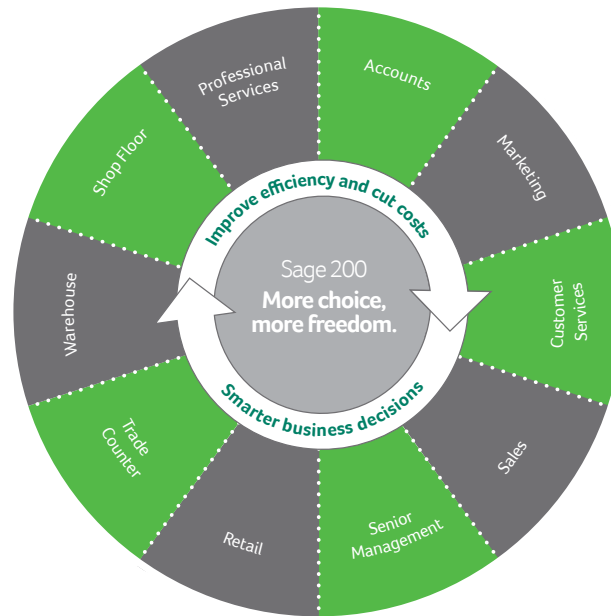 Professional
Services
Accounts
Marketing
Customer
Services
Sales
Senior
Management
Retail
Trade
Counter
Warehouse
Shop Floor
Improve efficiency and cut costs
Sage 200
More choice,
more freedom.
Smarter business decisions